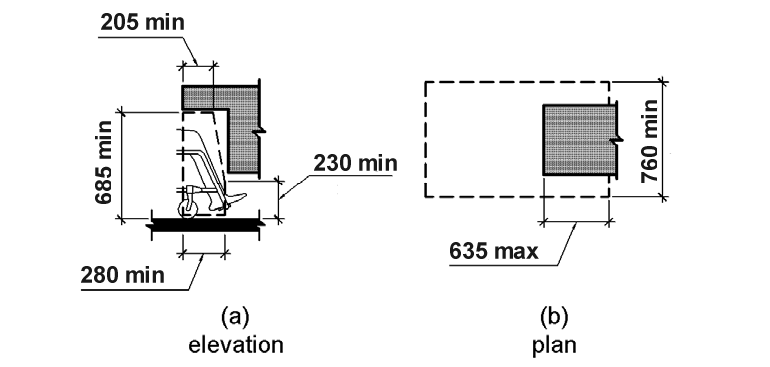 205 min
685 min
230 min
280 min
(a)
elevation
760 min
635 max
(b)
plan